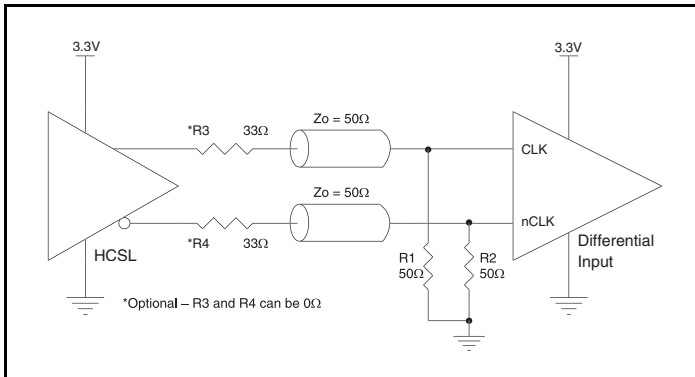 3.3V
3.3V
*R3 33Ω
Zo = 50Ω
CLK
Zo = 50Ω
nCLK
*R4 33Ω
HCSL
R1
50Ω
R2
50Ω
Differential
Input
*Optional – R3 and R4 can be 0Ω